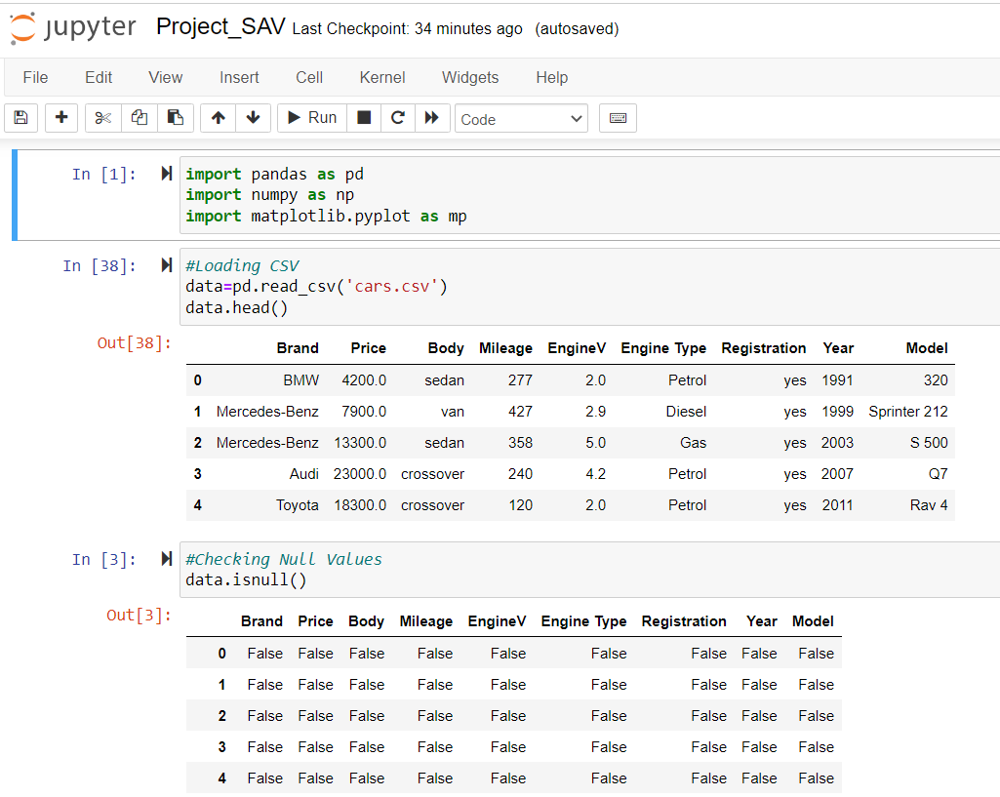 jupyter Project_SAV Last Checkpoint: 34 minutes ago (autosaved)
File Edit View Insert Cell Kernel Widgets Help
Run Code
In [1]: import pandas as pd
import numpy as np
import matplotlib.pyplot as mp
In [38]: #Loading CSV
data=pd.read_csv('cars.csv')
data.head()
Out[38]:
Brand Price Body Mileage EngineV Engine Type Registration Year Model
0 BMW 4200.0 sedan 277 2.0 Petrol yes 1991 320
1 Mercedes-Benz 7900.0 van 427 2.9 Diesel yes 1999 Sprinter 212
2 Mercedes-Benz 13300.0 sedan 358 5.0 Gas yes 2003 S 500
3 Audi 23000.0 crossover 240 4.2 Petrol yes 2007 Q7
4 Toyota 18300.0 crossover 120 2.0 Petrol yes 2011 Rav 4
In [3]: #Checking Null Values
data.isnull()
Out[3]:
Brand Price Body Mileage EngineV Engine Type Registration Year Model
0 False False False False False False False False False
1 False False False False False False False False False
2 False False False False False False False False False
3 False False False False False False False False False
4 False False False False False False False False False